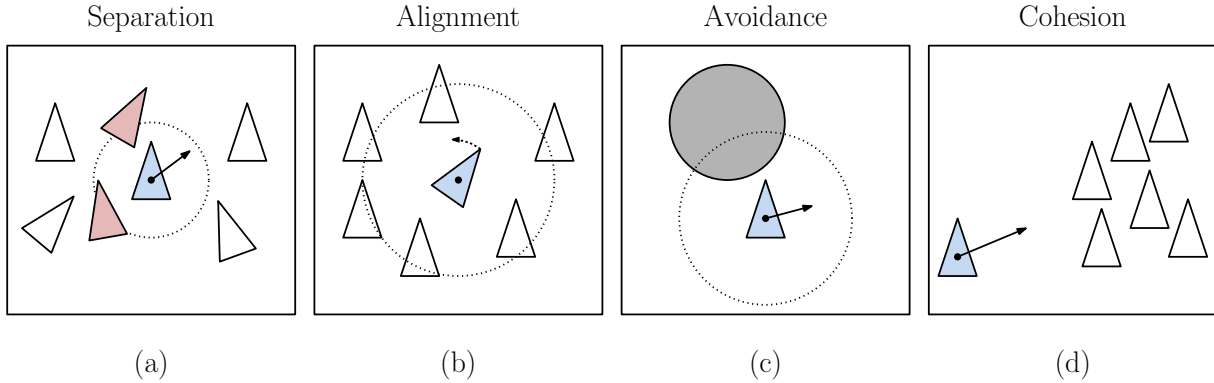 Separation
Alignment
Avoidance
Cohesion
(a)
(b)
(c)
(d)